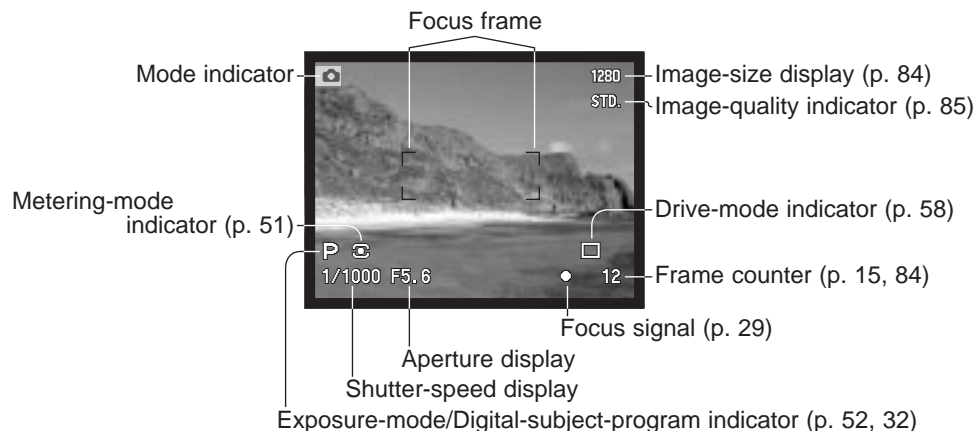 Focus frame
Mode indicator
1280
Image-size display (p. 84)
STD.
Image-quality indicator (p. 85)
Metering-mode
indicator (p. 51)
Drive-mode indicator (p. 58)
P
1/1000 F5.6
12
Frame counter (p. 15, 84)
Focus signal (p. 29)
Aperture display
Shutter-speed display
Exposure-mode/Digital-subject-program indicator (p. 52, 32)